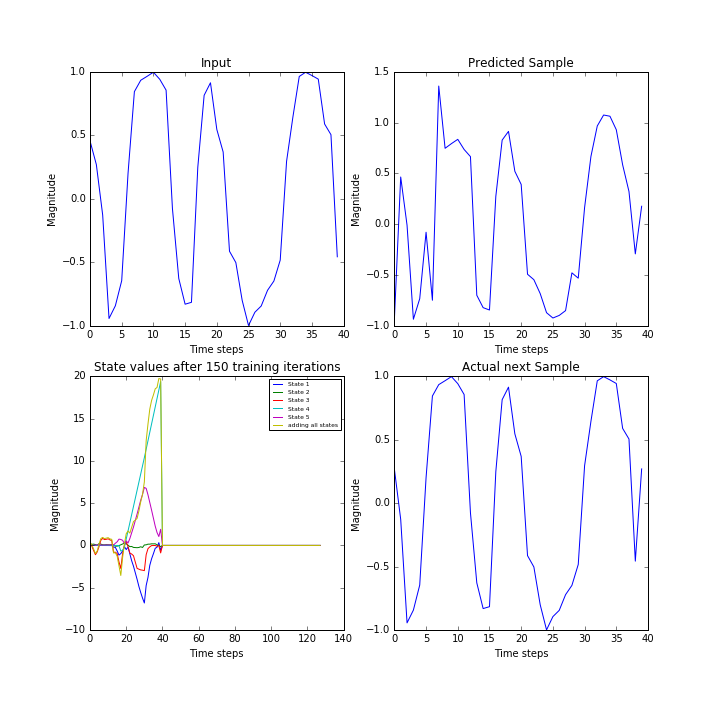 Input
1.0
0.5
0.0
−0.5
−1.0
Magnitude
0 5 10 15 20 25 30 35 40
Time steps
Predicted Sample
1.5
1.0
0.5
0.0
−0.5
−1.0
Magnitude
0 5 10 15 20 25 30 35 40
Time steps
State values after 150 training iterations
20
15
10
5
0
−5
−10
Magnitude
State 1
State 2
State 3
State 4
State 5
adding all states
0 20 40 60 80 100 120 140
Time steps
Actual next Sample
1.0
0.5
0.0
−0.5
−1.0
Magnitude
0 5 10 15 20 25 30 35 40
Time steps